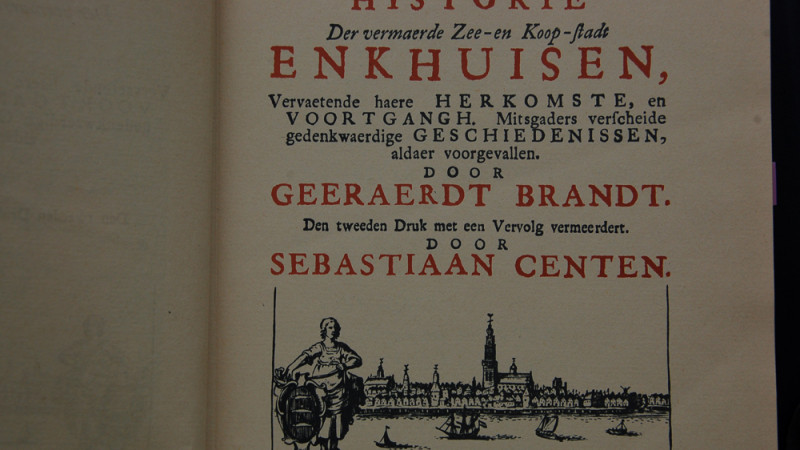 HISTORIE
Der vermaerde Zee-en Koop-ſtadt
ENKHUISEN,
Vervaetende haere HERKOMSTE, en
VOORTGANGH. Mitsgaders verſcheide
gedenkwaerdige GESCHIEDENISSEN,
aldaer voorgevallen.
DOOR
GEERAERDT BRANDT.
Den tweeden Druk met een Vervolg vermeerdert.
DOOR
SEBASTIAAN CENTEN.